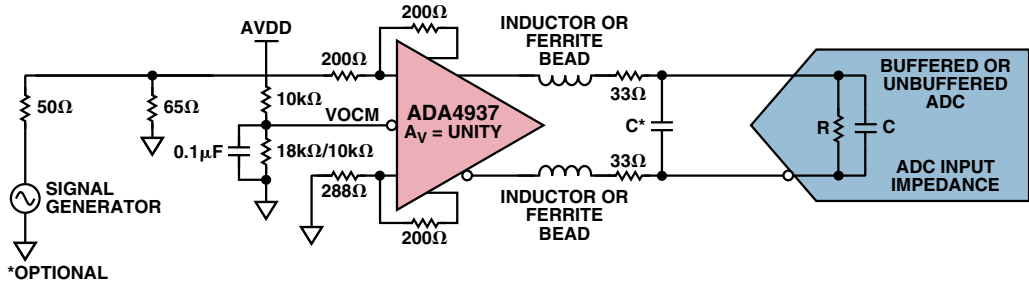 200Ω
INDUCTOR OR
FERRITE
BEAD
AVDD
200Ω
50Ω
65Ω
10kΩ
VOCM
ADA4937
AV = UNITY
33Ω
C*
BUFFERED OR
UNBUFFERED
ADC
R
C
0.1µF
18kΩ/10kΩ
33Ω
ADC INPUT
IMPEDANCE
288Ω
SIGNAL
GENERATOR
INDUCTOR OR
FERRITE
BEAD
200Ω
*OPTIONAL